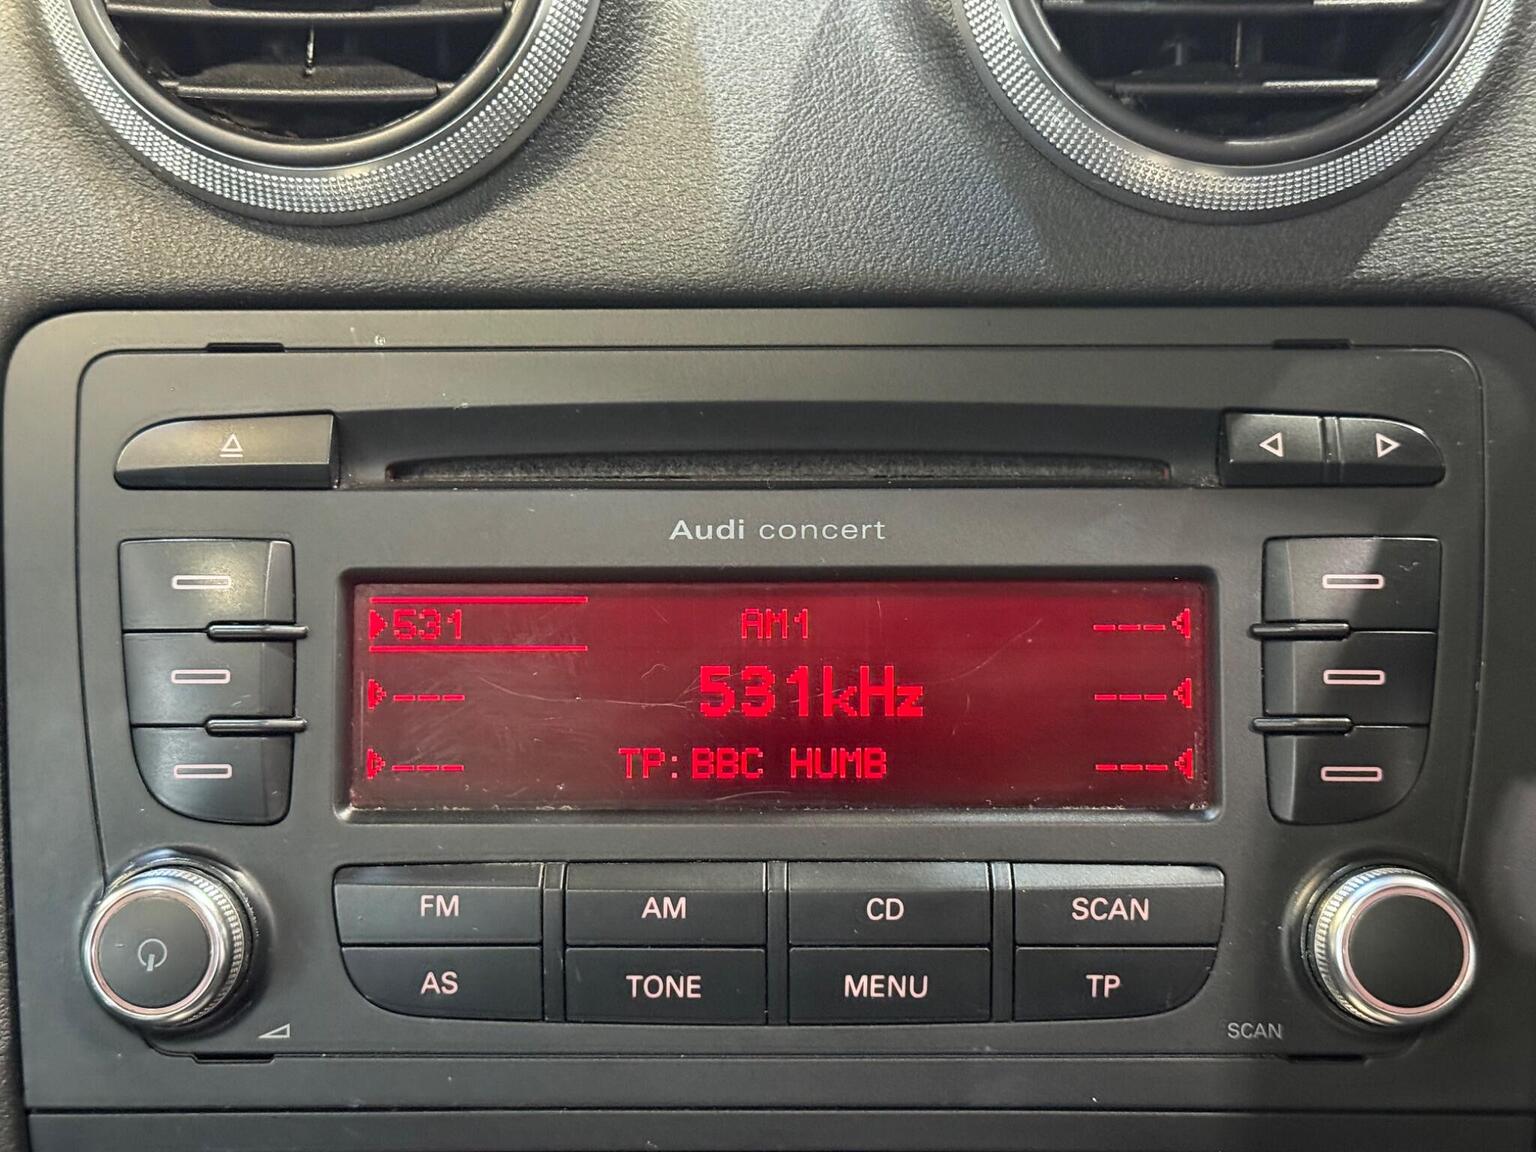 Audi concert
531 AM1 ---
--- 531kHz ---
--- TP:BBC HUMB ---
FM AM CD SCAN
AS TONE MENU TP
SCAN